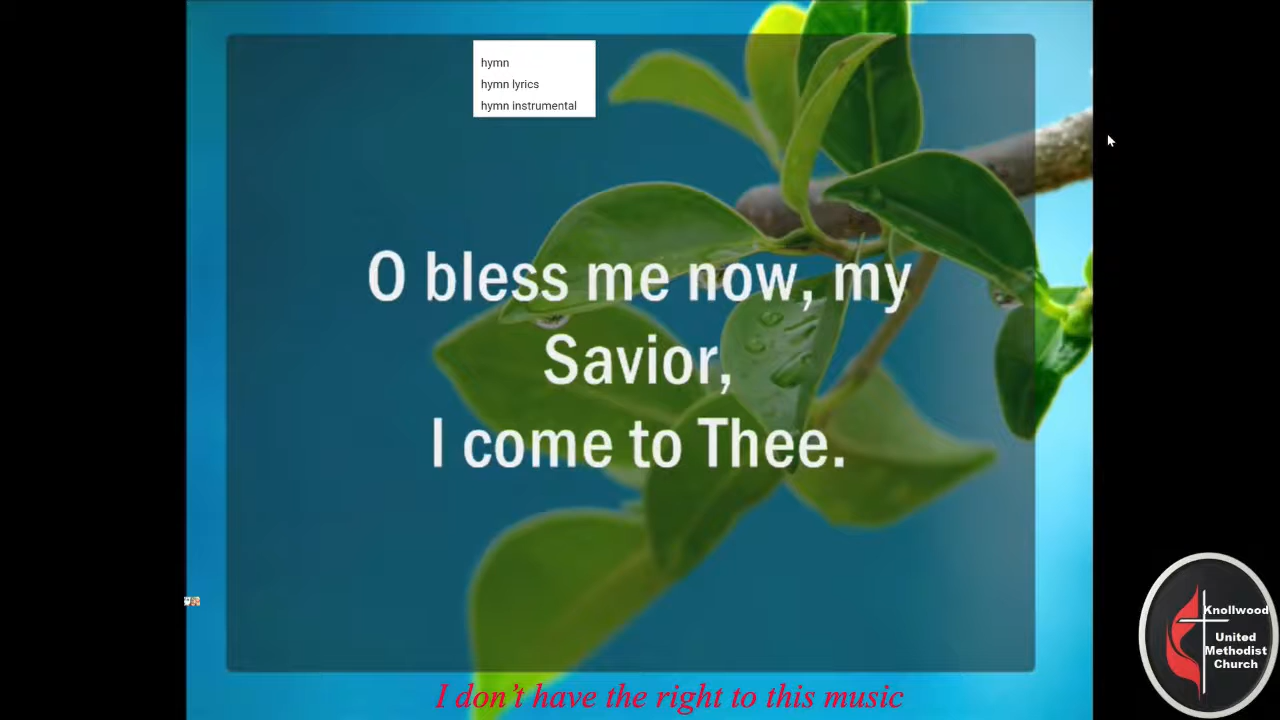 hymn
hymn lyrics
hymn instrumental
O bless me now, my
Savior,
I come to Thee.
I don't have the right to this music
Knollwood
United
Methodist
Church